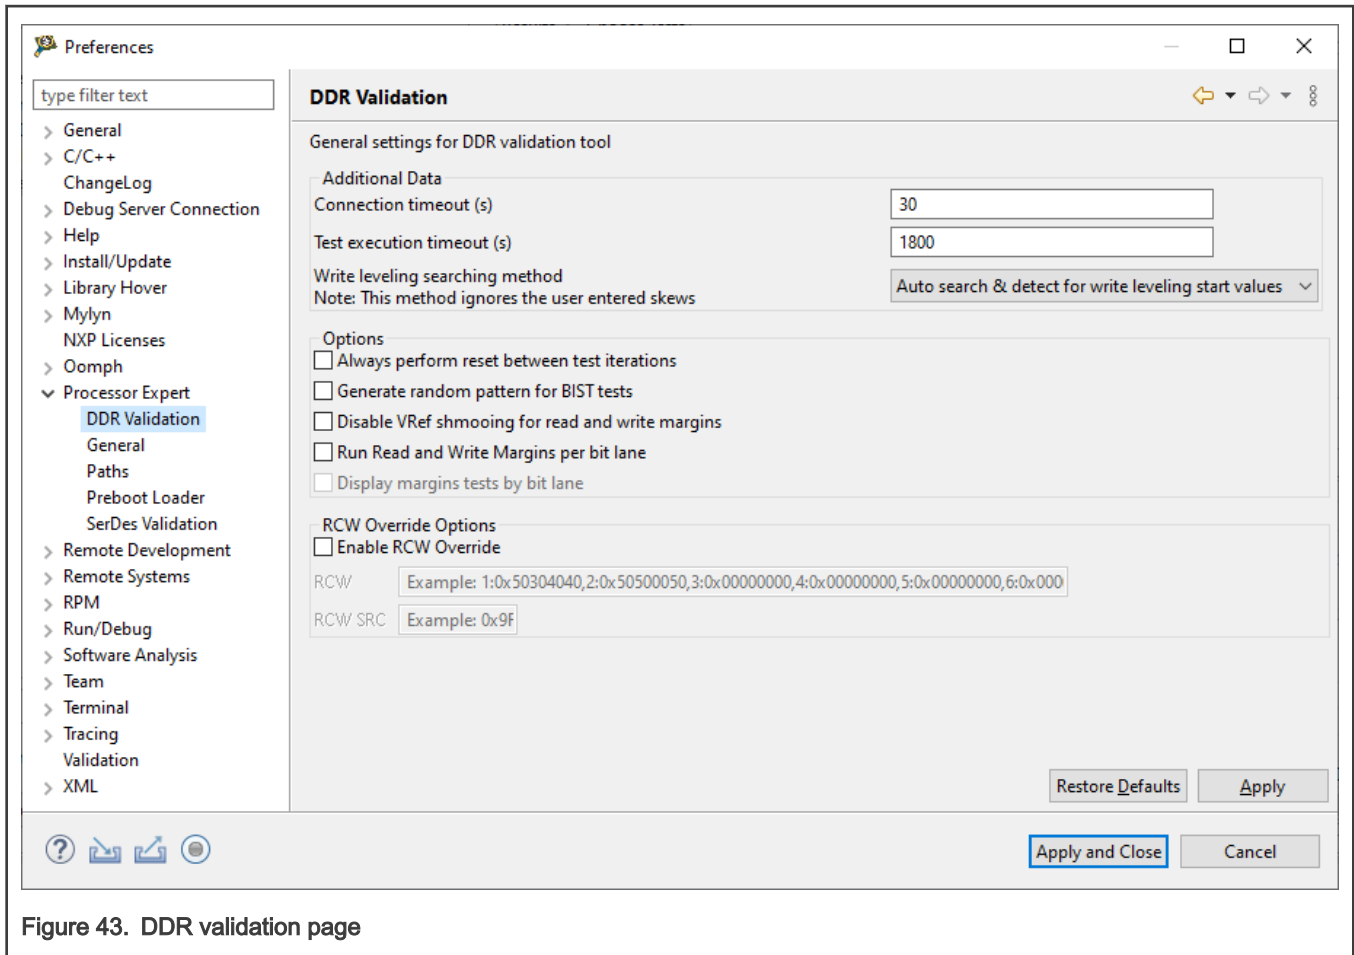 Preferences
type filter text
General
C/C++
ChangeLog
Debug Server Connection
Help
Install/Update
Library Hover
Mylyn
NXP Licenses
Oomph
Processor Expert
DDR Validation
General
Paths
Preboot Loader
SerDes Validation
Remote Development
Remote Systems
RPM
Run/Debug
Software Analysis
Team
Terminal
Tracing
Validation
XML
DDR Validation
General settings for DDR validation tool
Additional Data
Connection timeout (s)
30
Test execution timeout (s)
1800
Write leveling searching method
Note: This method ignores the user entered skews
Auto search & detect for write leveling start values
Options
Always perform reset between test iterations
Generate random pattern for BIST tests
Disable VRef shmooing for read and write margins
Run Read and Write Margins per bit lane
Display margins tests by bit lane
RCW Override Options
Enable RCW Override
RCW
Example: 1:0x50304040,2:0x50500050,3:0x00000000,4:0x00000000,5:0x00000000,6:0x000
RCW SRC
Example: 0x9F
Restore Defaults
Apply
Apply and Close
Cancel
Figure 43. DDR validation page